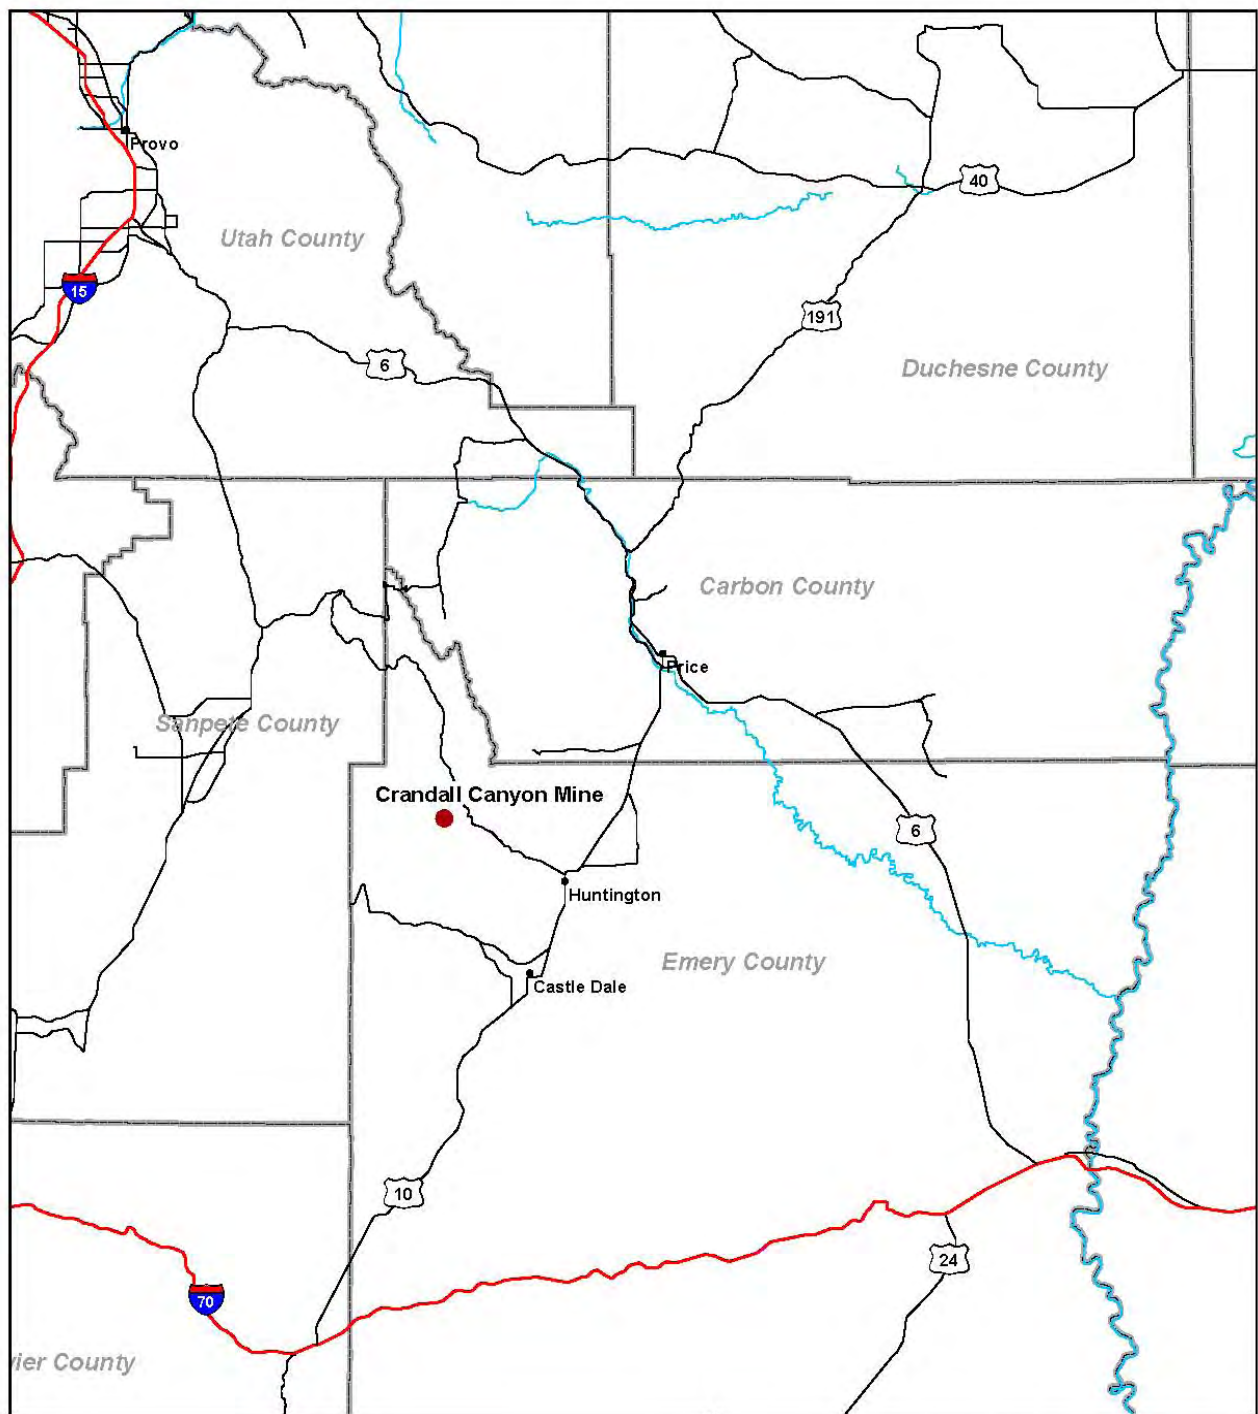 Provo
40
Utah County
15
191
6
Duchesne County
Carbon County
Price
Sanpete County
Crandall Canyon Mine
6
Huntington
Emery County
Castle Dale
10
24
70
vier County